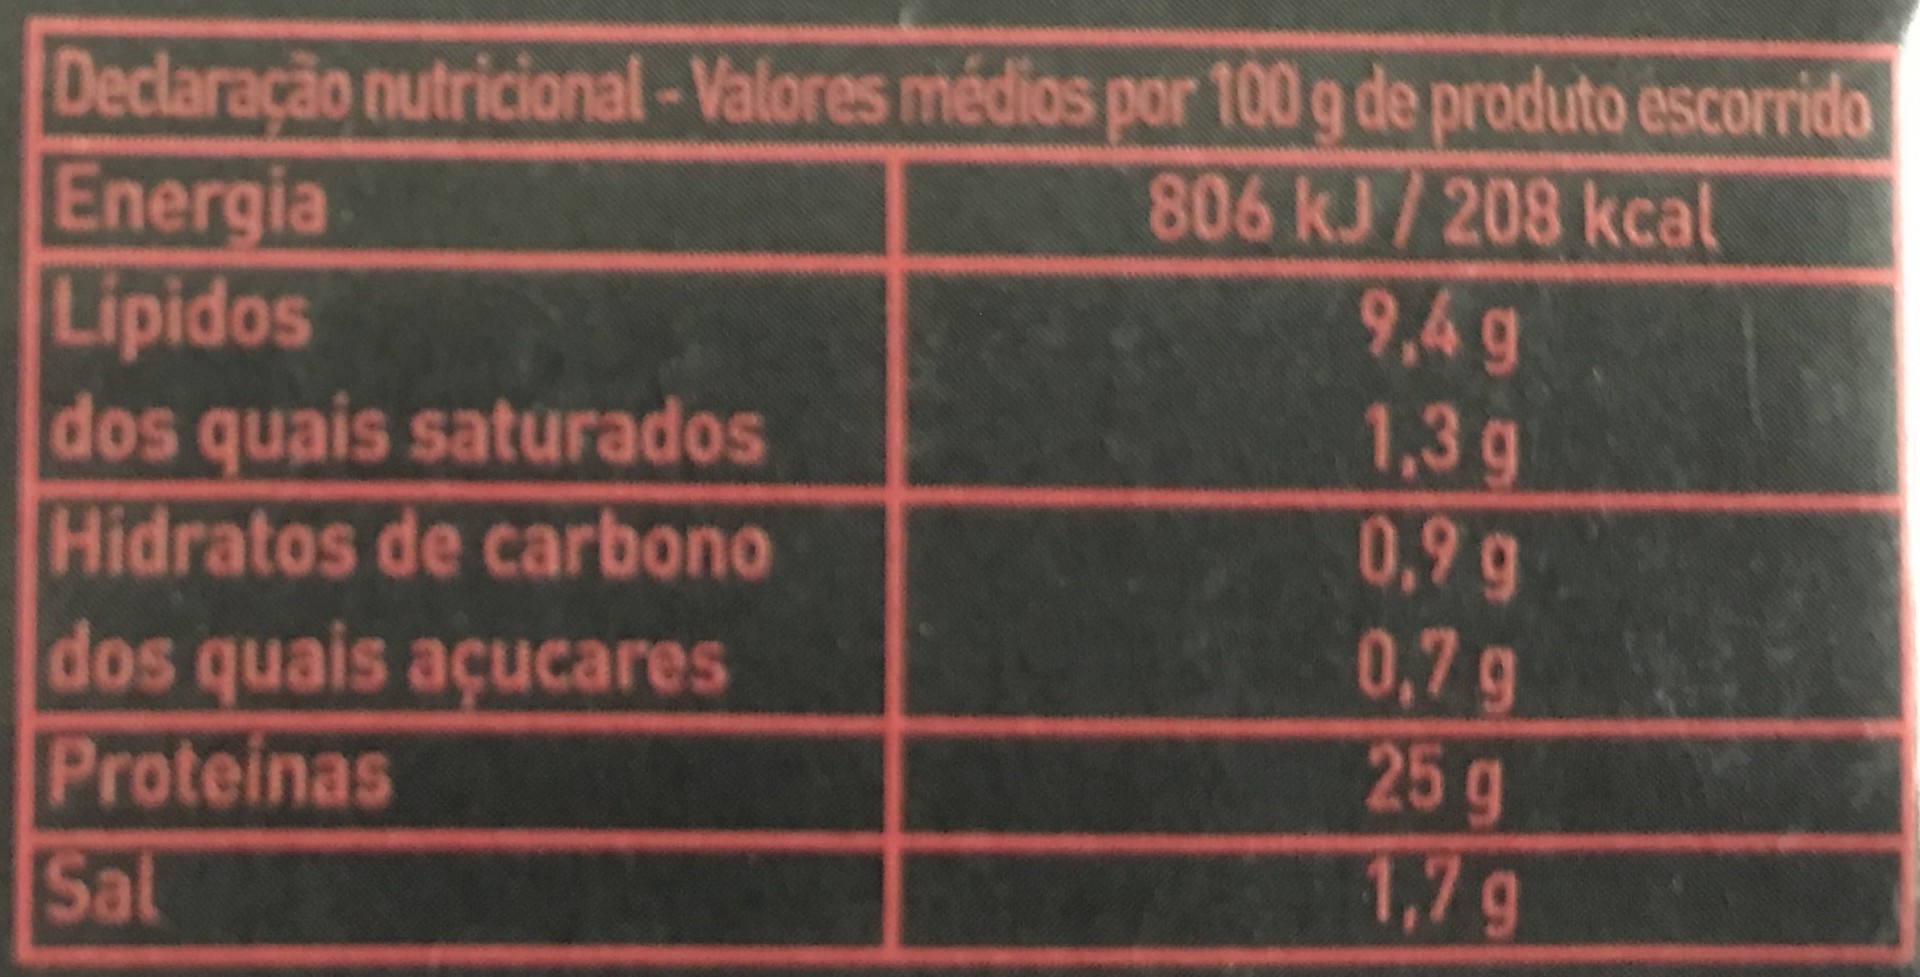 Declaração nutricional - Valores médios por 100 g de produto escorrido
Energia 806 kJ / 208 kcal
Lípidos 9,4 g
dos quais saturados 1,3 g
Hidratos de carbono 0,9 g
dos quais açucares 0,7 g
Proteínas 25 g
Sal 1,7 g